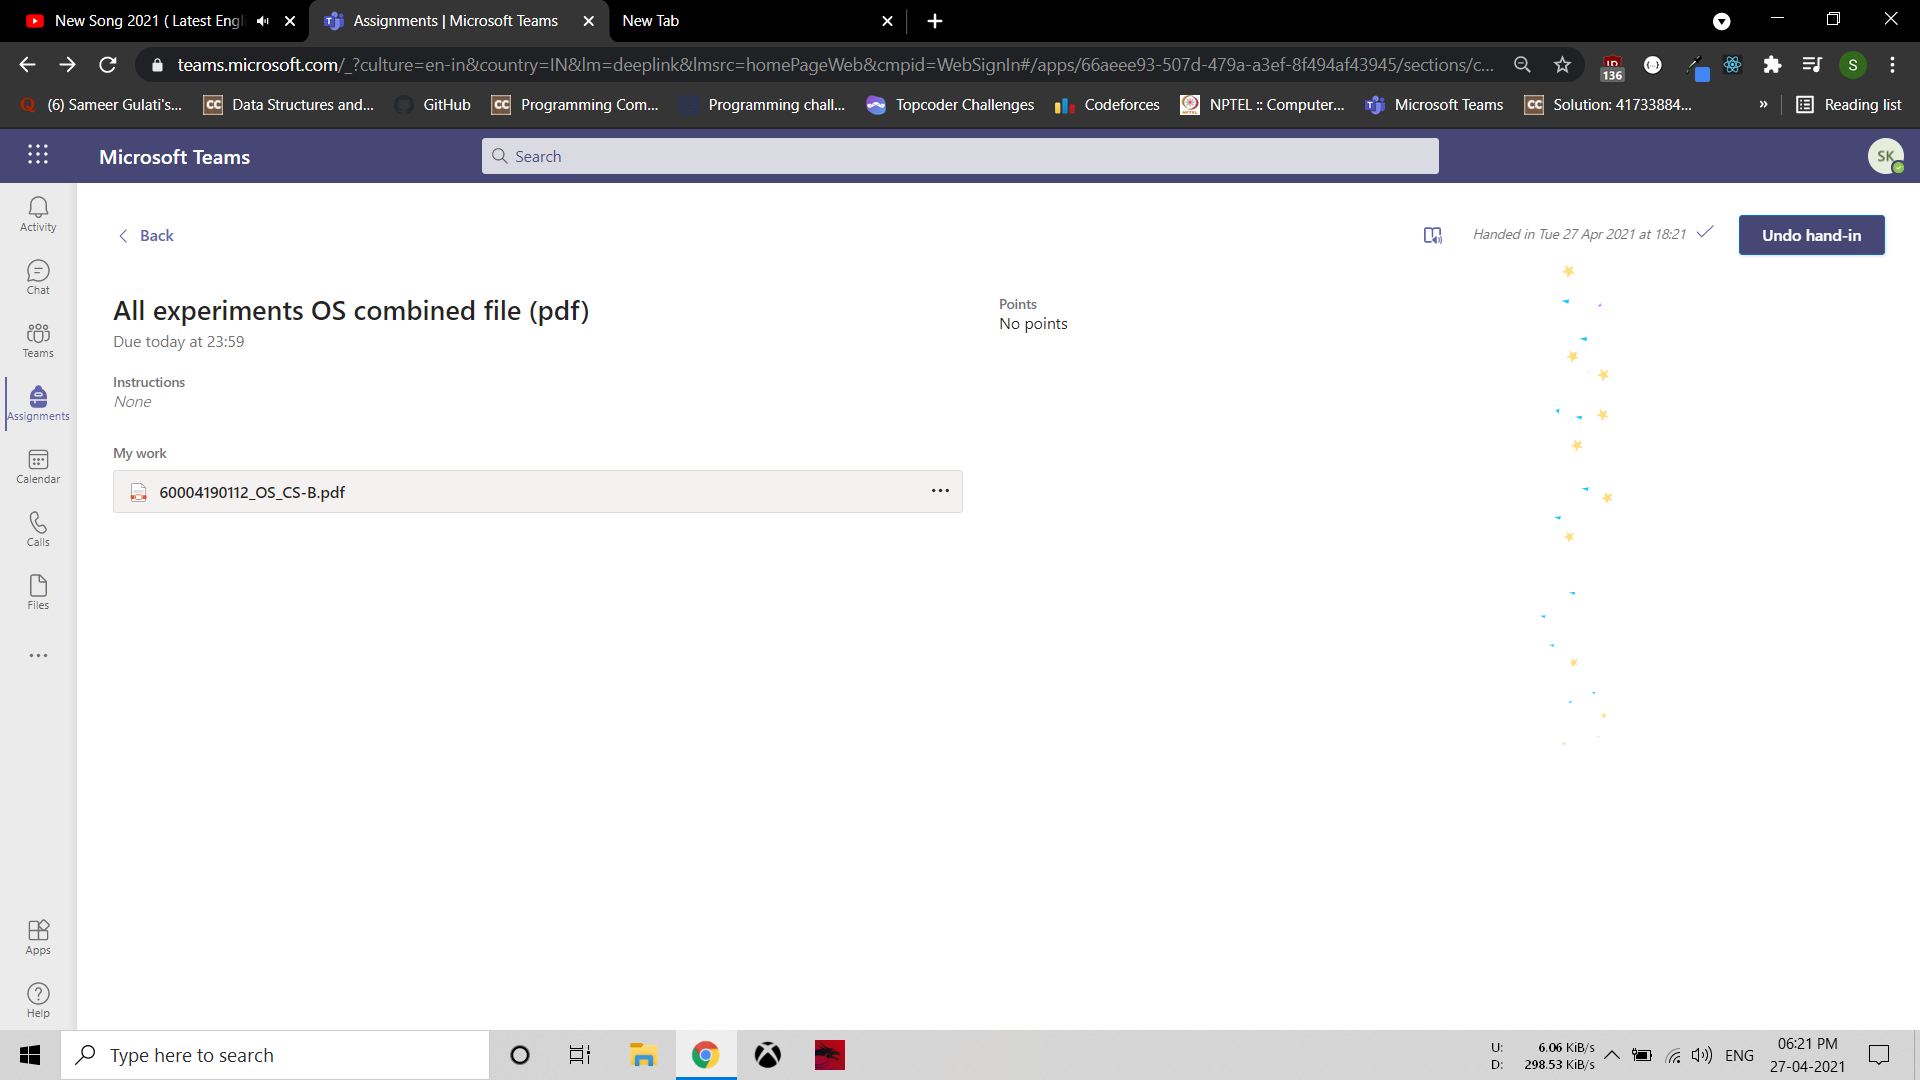 New Song 2021 ( Latest Engli
Assignments | Microsoft Teams
New Tab
teams.microsoft.com/_?culture=en-in&country=IN&lm=deeplink&lmsrc=homePageWeb&cmpid=WebSignIn#/apps/66aeee93-507d-479a-a3ef-8f494af43945/sections/c...
136
S
(6) Sameer Gulati's...
CC Data Structures and...
GitHub
CC Programming Com...
Programming chall...
Topcoder Challenges
Codeforces
NPTEL :: Computer...
Microsoft Teams
CC Solution: 41733884...
»
Reading list
Microsoft Teams
Search
SK
Activity
Chat
Teams
Assignments
Calendar
Calls
Files
Apps
Help
Back
Handed in Tue 27 Apr 2021 at 18:21
Undo hand-in
All experiments OS combined file (pdf)
Due today at 23:59
Points
No points
Instructions
None
My work
60004190112_OS_CS-B.pdf
Type here to search
U: 6.06 KiB/s
D: 298.53 KiB/s
ENG
06:21 PM
27-04-2021